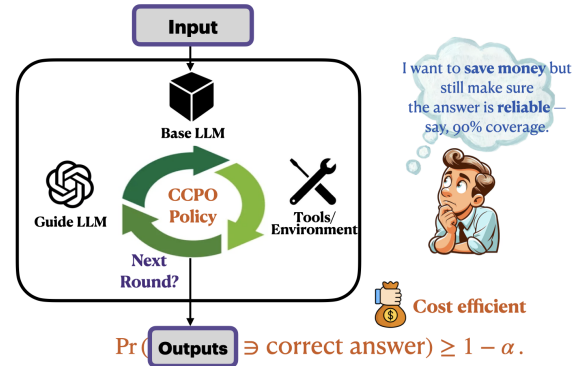 Input
I want to save money but
still make sure
the answer is reliable —
say, 90% coverage.
Base LLM
CCPO
Policy
Guide LLM
Tools/
Environment
Next
Round?
$
Cost efficient
Pr( Outputs ∋ correct answer) ≥ 1 − α.